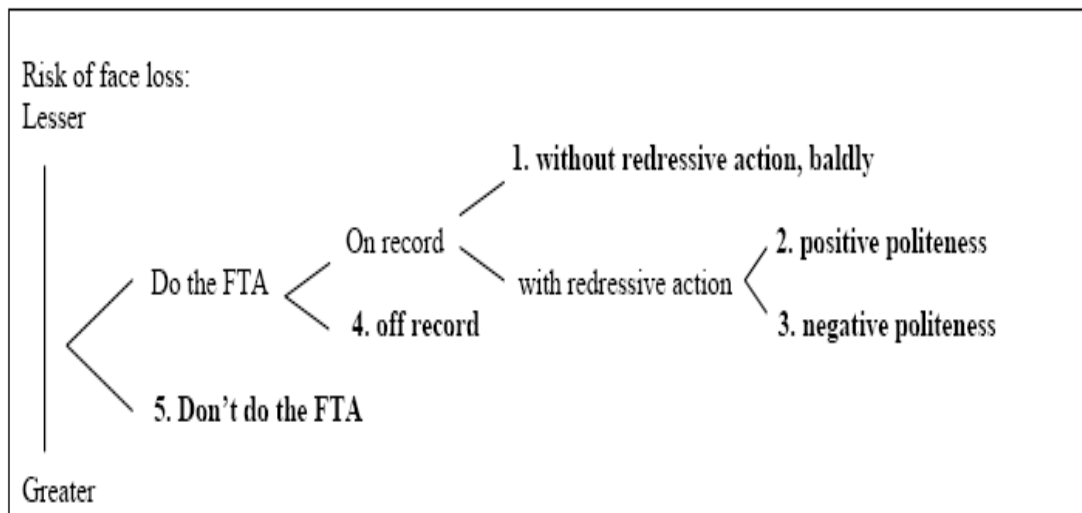 Risk of face loss:
Lesser
1. without redressive action, baldly
On record
2. positive politeness
Do the FTA
with redressive action
4. off record
3. negative politeness
5. Don't do the FTA
Greater